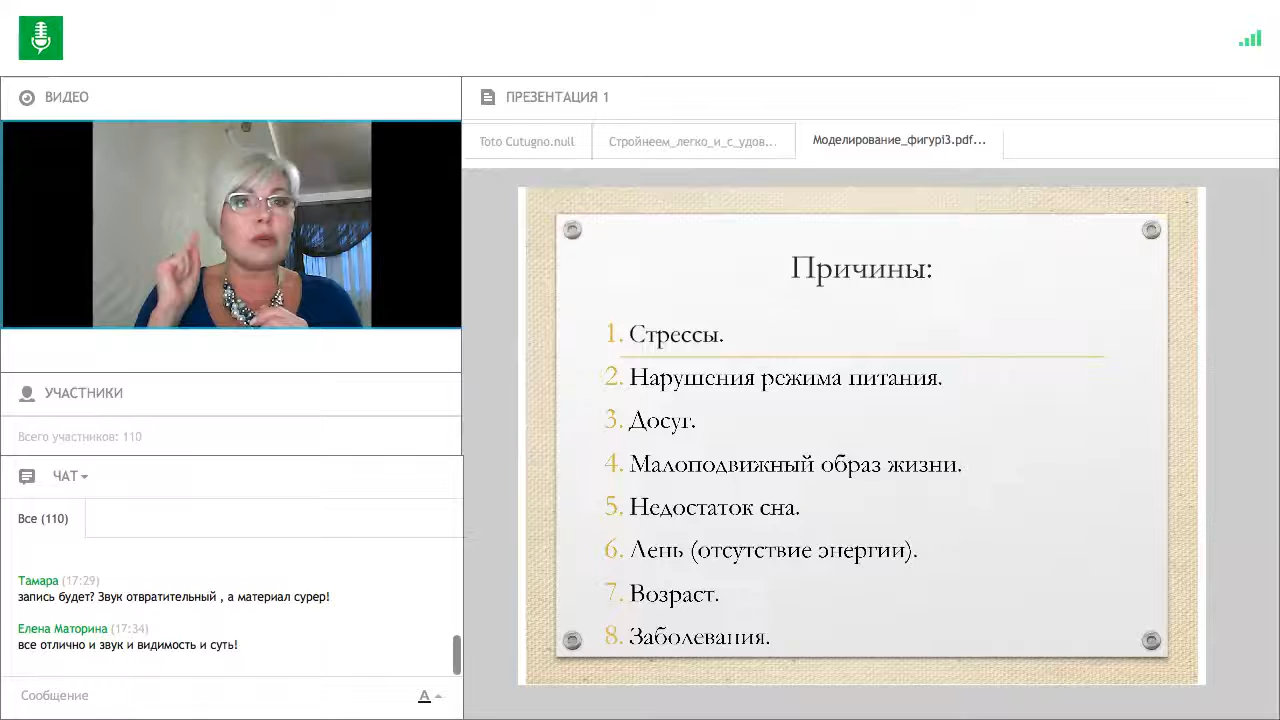 ВИДЕО
УЧАСТНИКИ
Всего участников: 110
ЧАТ
Все (110)
Тамара (17:29)
запись будет? Звук отвратительный , а материал сурер!
Елена Маторина (17:34)
все отлично и звук и видимость и суть!
Сообщение
A
ПРЕЗЕНТАЦИЯ 1
Toto Cutugno.null
Стройнеем_легко_и_с_удов...
Моделирование_фигурі3.pdf...
Причины:
1. Стрессы.
2. Нарушения режима питания.
3. Досуг.
4. Малоподвижный образ жизни.
5. Недостаток сна.
6. Лень (отсутствие энергии).
7. Возраст.
8. Заболевания.